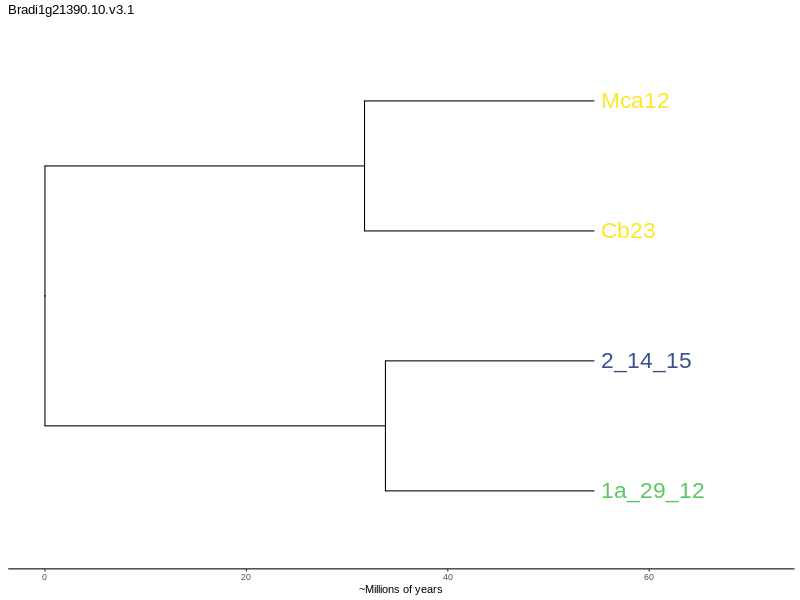 Bradi1g21390.10.v3.1
Mca12
Cb23
2_14_15
1a_29_12
0 20 40 60
~Millions of years